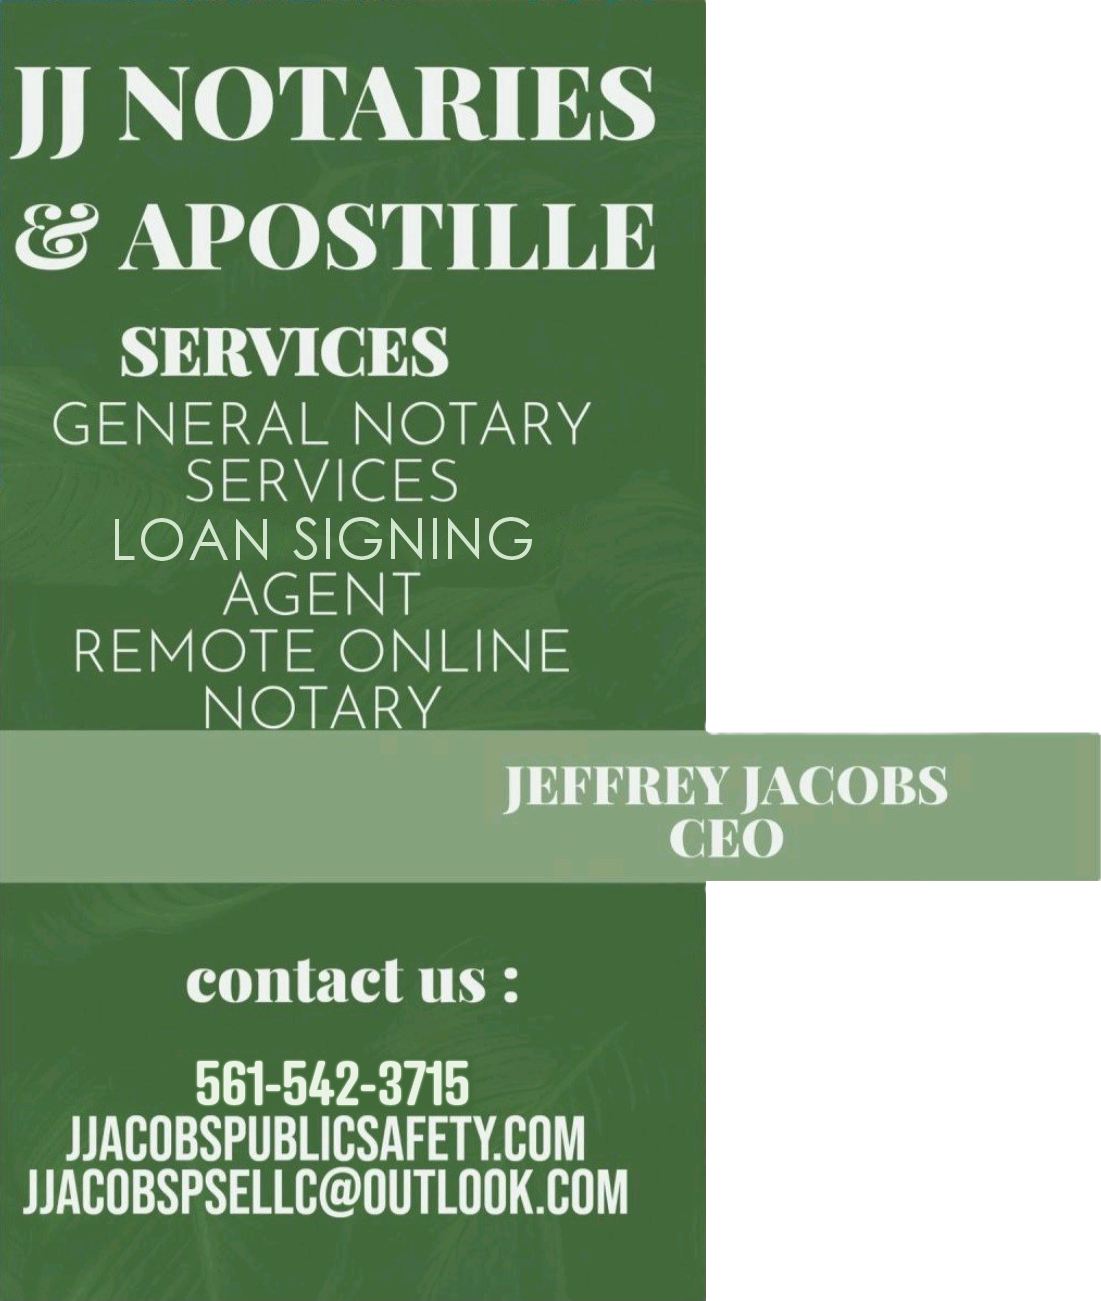 JJ NOTARIES
& APOSTILLE
SERVICES
GENERAL NOTARY
SERVICES
LOAN SIGNING
AGENT
REMOTE ONLINE
NOTARY
JEFFREY JACOBS
CEO
contact us :
561-542-3715
JJACOBSPUBLICSAFETY.COM
JJACOBSPSELLC@OUTLOOK.COM